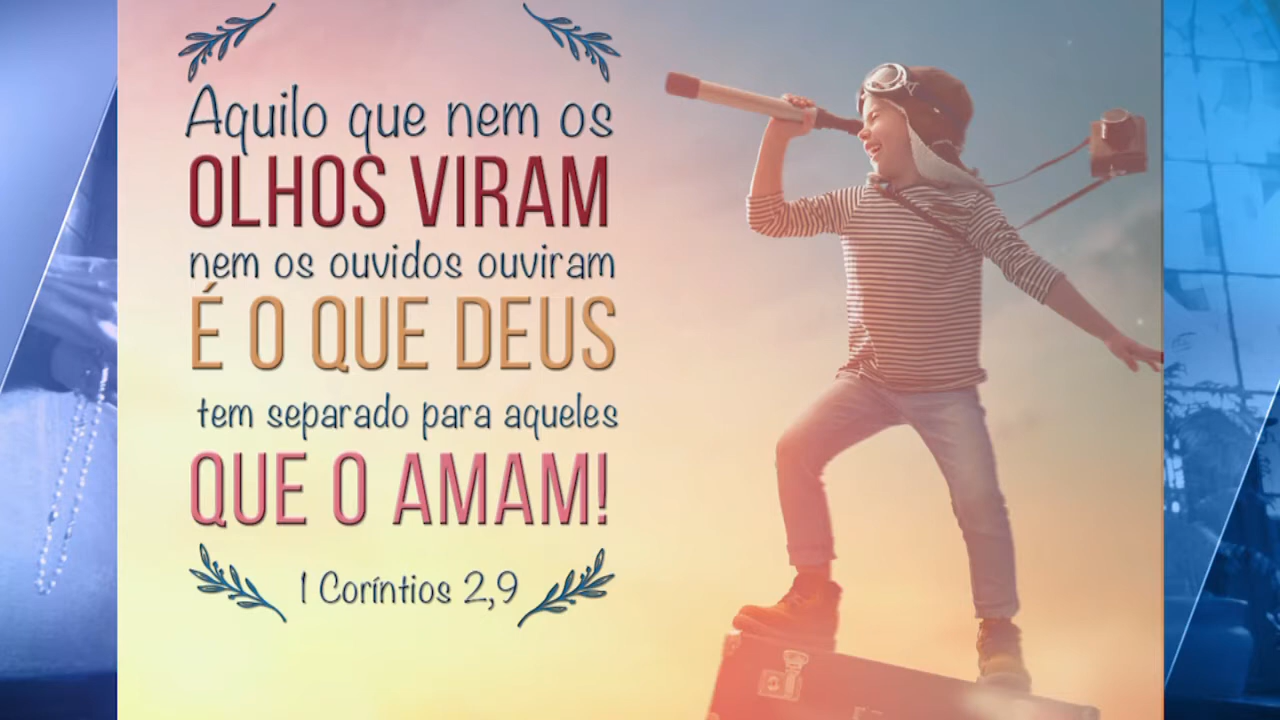 Aquilo que nem os
OLHOS VIRAM
nem os ouvidos ouviram
É O QUE DEUS
tem separado para aqueles
QUE O AMAM!
1 Coríntios 2,9